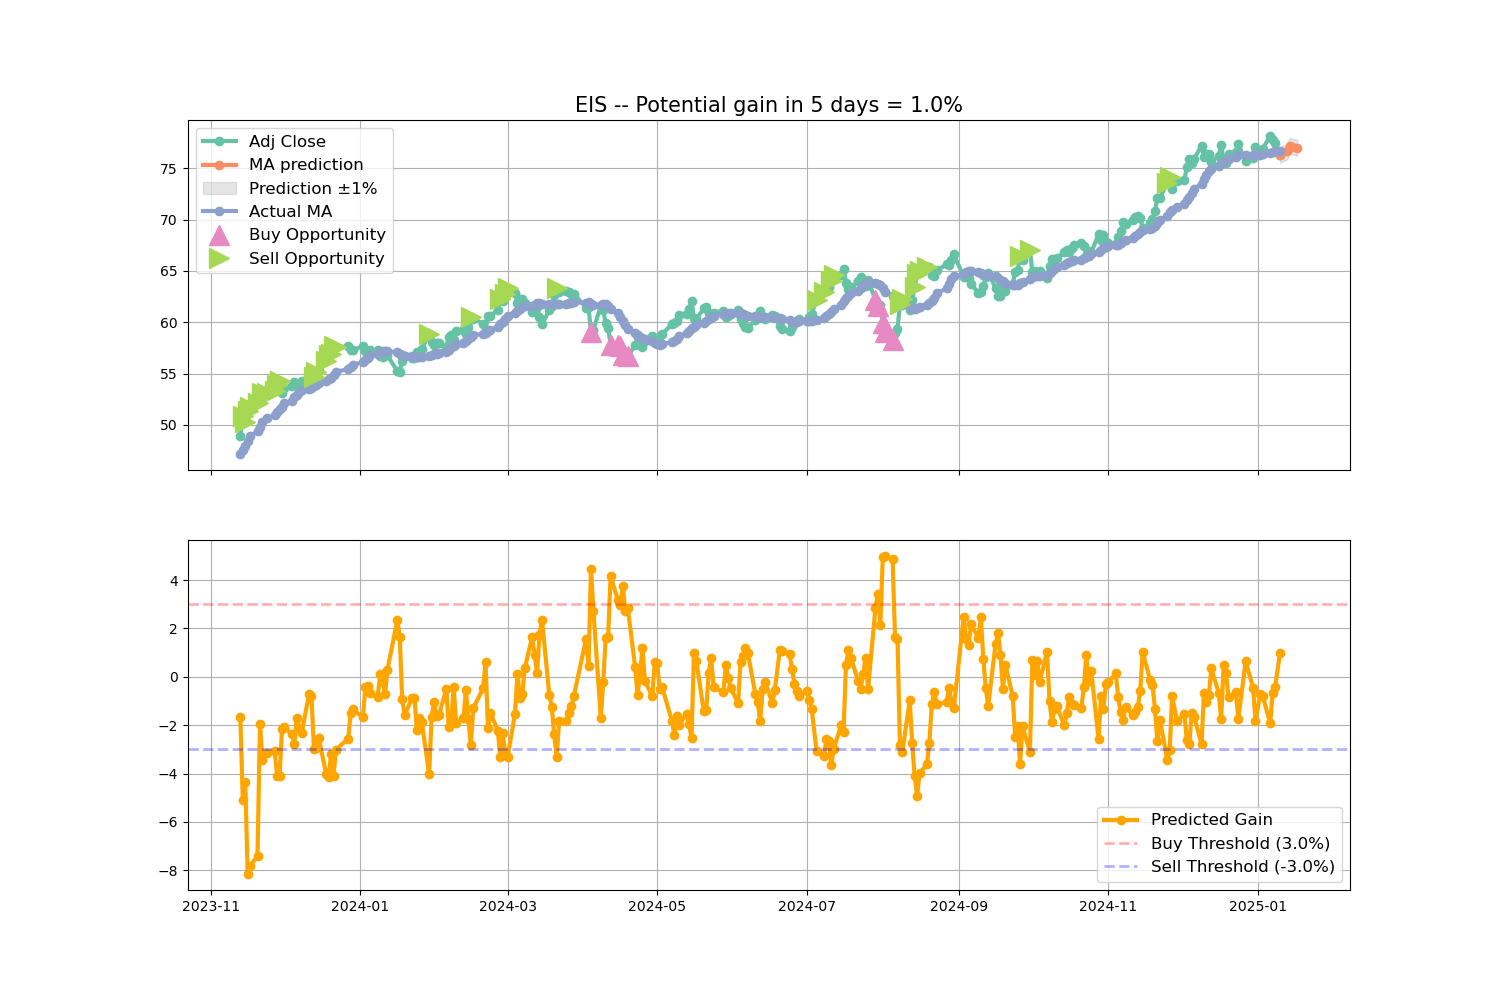 EIS -- Potential gain in 5 days = 1.0%
Adj Close
MA prediction
Prediction ±1%
Actual MA
Buy Opportunity
Sell Opportunity
75
70
65
60
55
50
4
2
0
−2
−4
−6
−8
Predicted Gain
Buy Threshold (3.0%)
Sell Threshold (-3.0%)
2023-11 2024-01 2024-03 2024-05 2024-07 2024-09 2024-11 2025-01